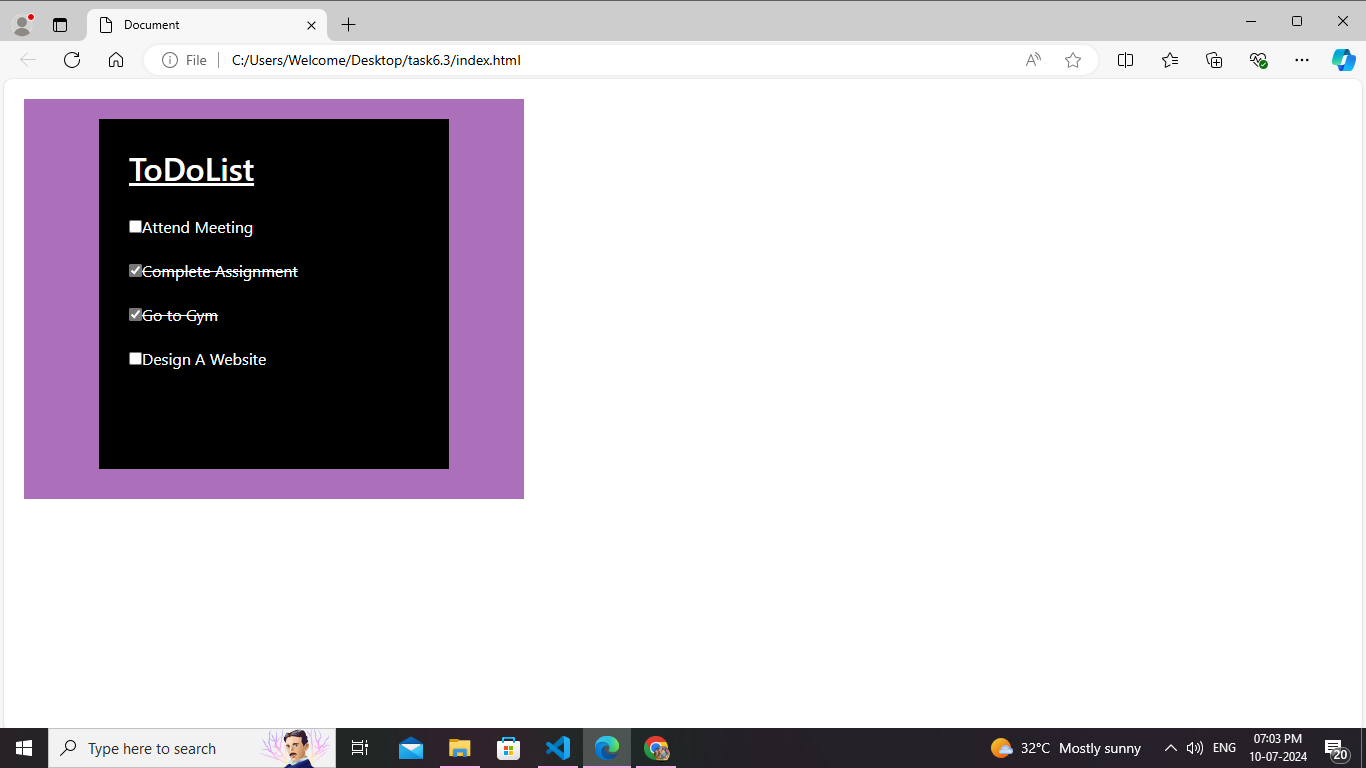 Document
File
C:/Users/Welcome/Desktop/task6.3/index.html
ToDoList
Attend Meeting
Complete Assignment
Go to Gym
Design A Website
Type here to search
32°C Mostly sunny
ENG
07:03 PM
10-07-2024
20